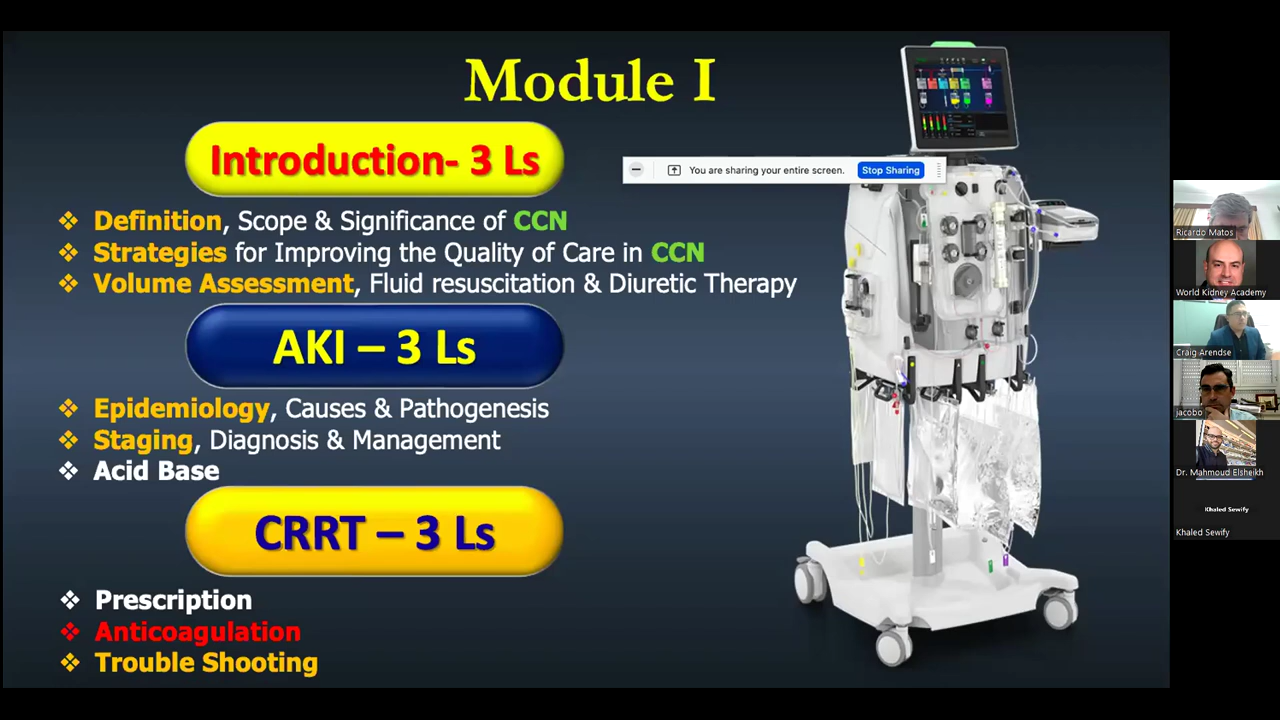 Module I
Introduction- 3 Ls
You are sharing your entire screen. Stop Sharing
❖ Definition, Scope & Significance of CCN
❖ Strategies for Improving the Quality of Care in CCN
❖ Volume Assessment, Fluid resuscitation & Diuretic Therapy
AKI – 3 Ls
❖ Epidemiology, Causes & Pathogenesis
❖ Staging, Diagnosis & Management
❖ Acid Base
CRRT – 3 Ls
❖ Prescription
❖ Anticoagulation
❖ Trouble Shooting
Ricardo Matos
World Kidney Academy
Craig Arendse
jacobo
Dr. Mahmoud Elsheikh
Khaled Sewify
Khaled Sewify